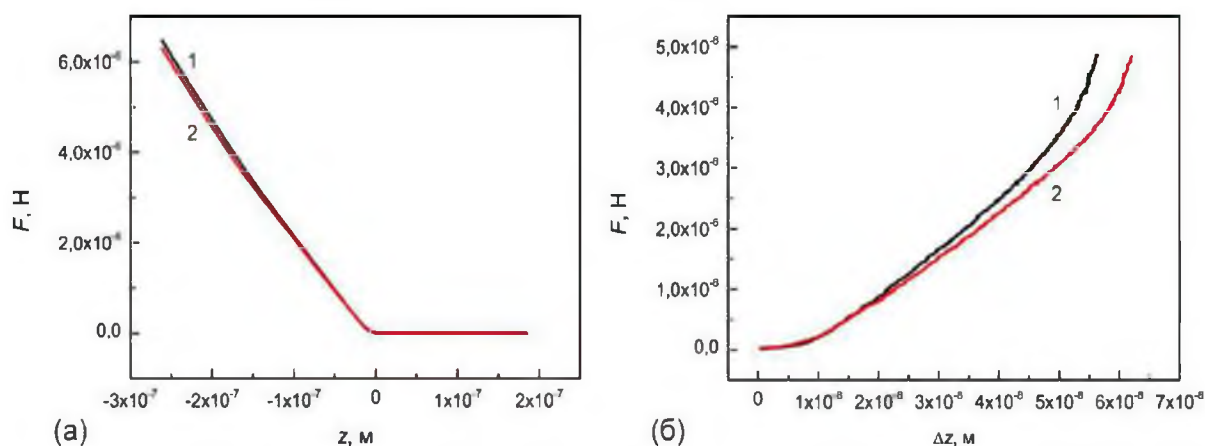 6,0x10⁻⁶
4,0x10⁻⁶
2,0x10⁻⁶
0,0
F, Н
1
2
-3x10⁻⁷ -2x10⁻⁷ -1x10⁻⁷ 0 1x10⁻⁷ 2x10⁻⁷
(а) z, м
5,0x10⁻⁸
4,0x10⁻⁸
3,0x10⁻⁸
2,0x10⁻⁸
1,0x10⁻⁸
0,0
F, Н
1
2
0 1x10⁻⁸ 2x10⁻⁸ 3x10⁻⁸ 4x10⁻⁸ 5x10⁻⁸ 6x10⁻⁸ 7x10⁻⁸
(б) Δz, м